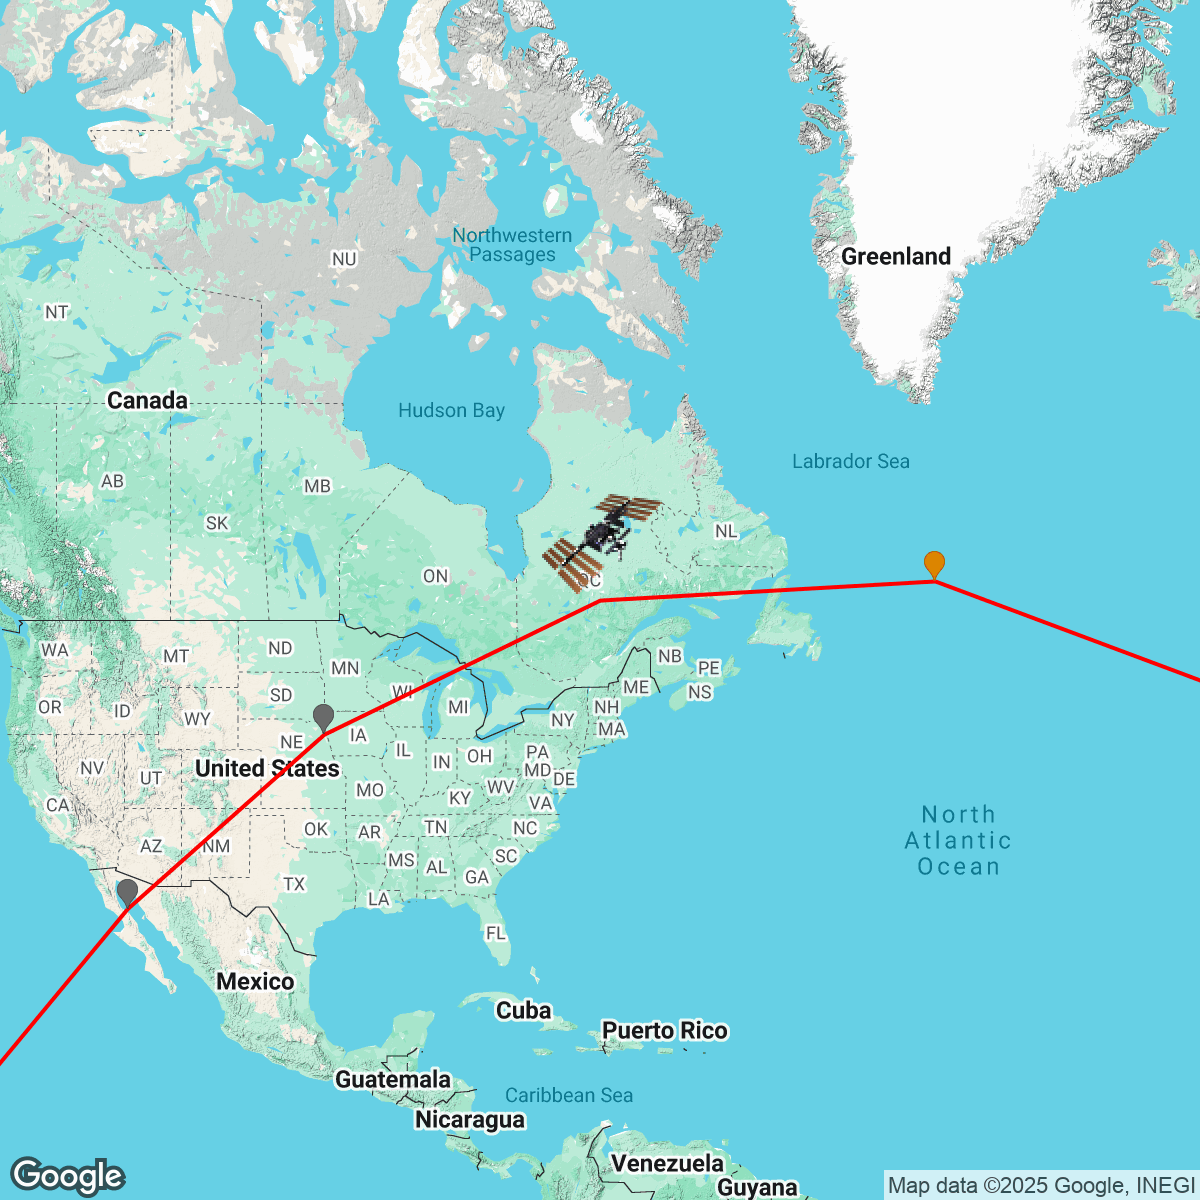 Northwestern
Passages
NU
Greenland
NT
Canada
Hudson Bay
Labrador Sea
AB
MB
SK
NL
ON
QC
WA
MT
ND
MN
NB
PE
SD
WI
ME
NS
OR
ID
WY
MI
NH
NY
MA
NE
IA
IL
OH
PA
IN
MD
DE
NV
UT
United States
MO
KY
WV
VA
CA
OK
AR
TN
NC
North
Atlantic
Ocean
AZ
NM
MS
AL
SC
GA
TX
LA
FL
Mexico
Cuba
Puerto Rico
Guatemala
Caribbean Sea
Nicaragua
Venezuela
Guyana
Google
Map data ©2025 Google, INEGI